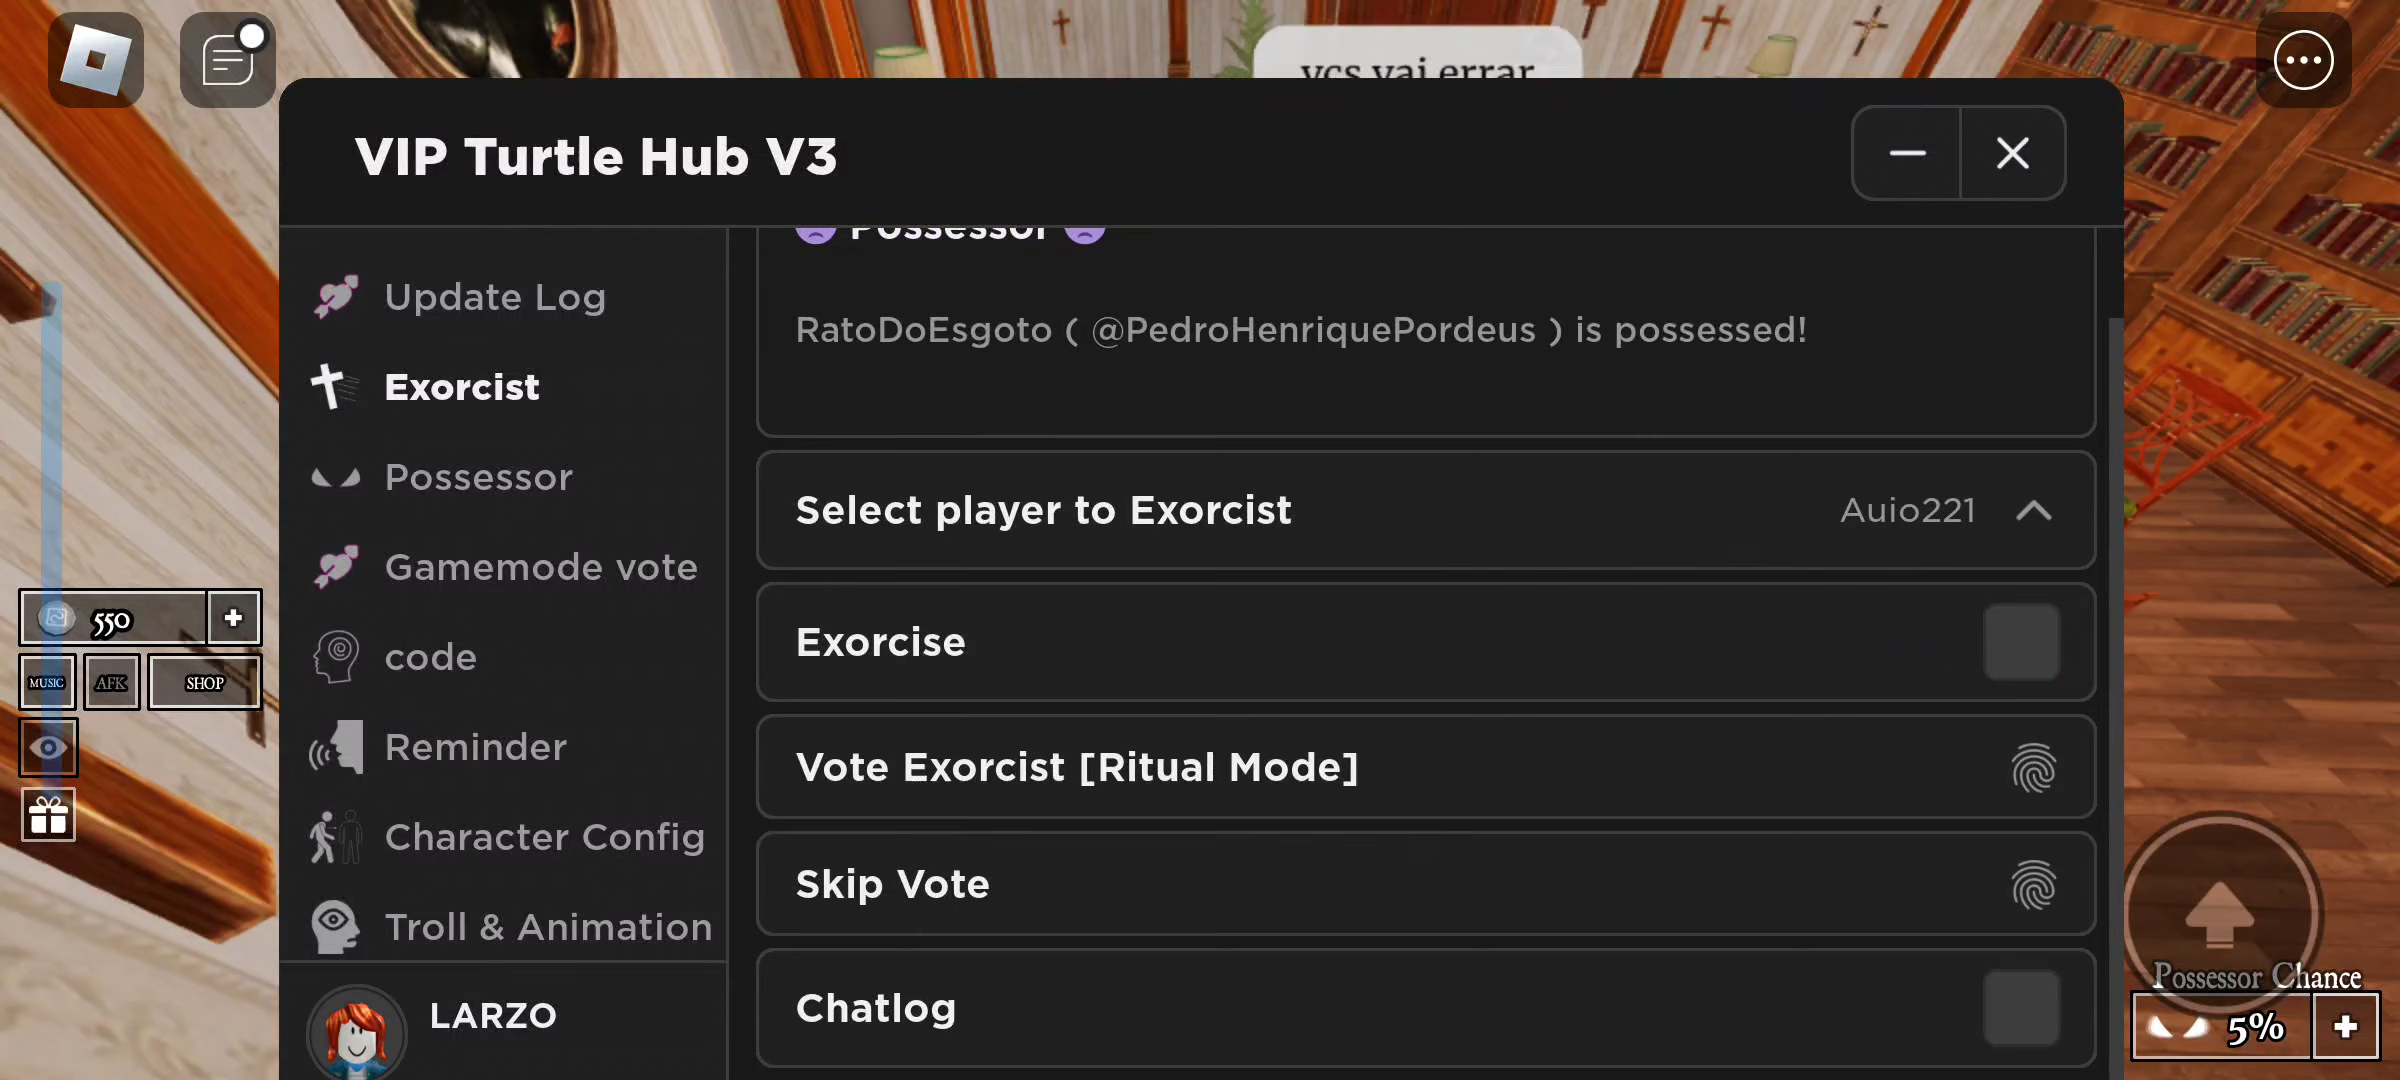 vcs vai errar
VIP Turtle Hub V3
Possessor
RatoDoEsgoto ( @PedroHenriquePordeus ) is possessed!
Update Log
Exorcist
Possessor
Gamemode vote
code
Reminder
Character Config
Troll & Animation
LARZO
Select player to Exorcist
Auio221
Exorcise
Vote Exorcist [Ritual Mode]
Skip Vote
Chatlog
550
MUSIC
AFK
SHOP
Possessor Chance
5%